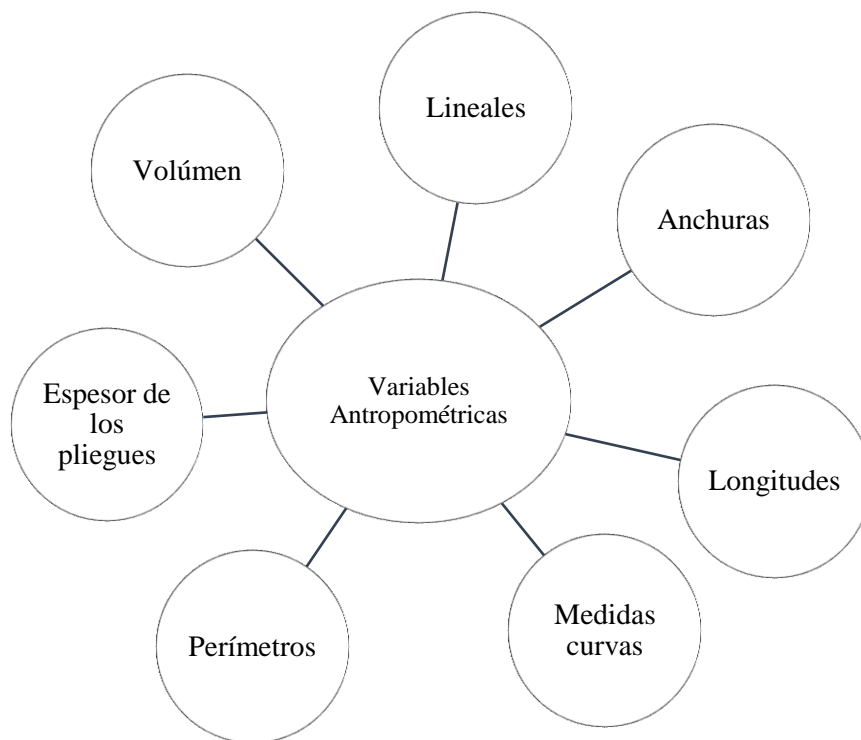 Lineales
Volúmen
Anchuras
Variables
Antropométricas
Espesor de
los
pliegues
Longitudes
Medidas
curvas
Perímetros